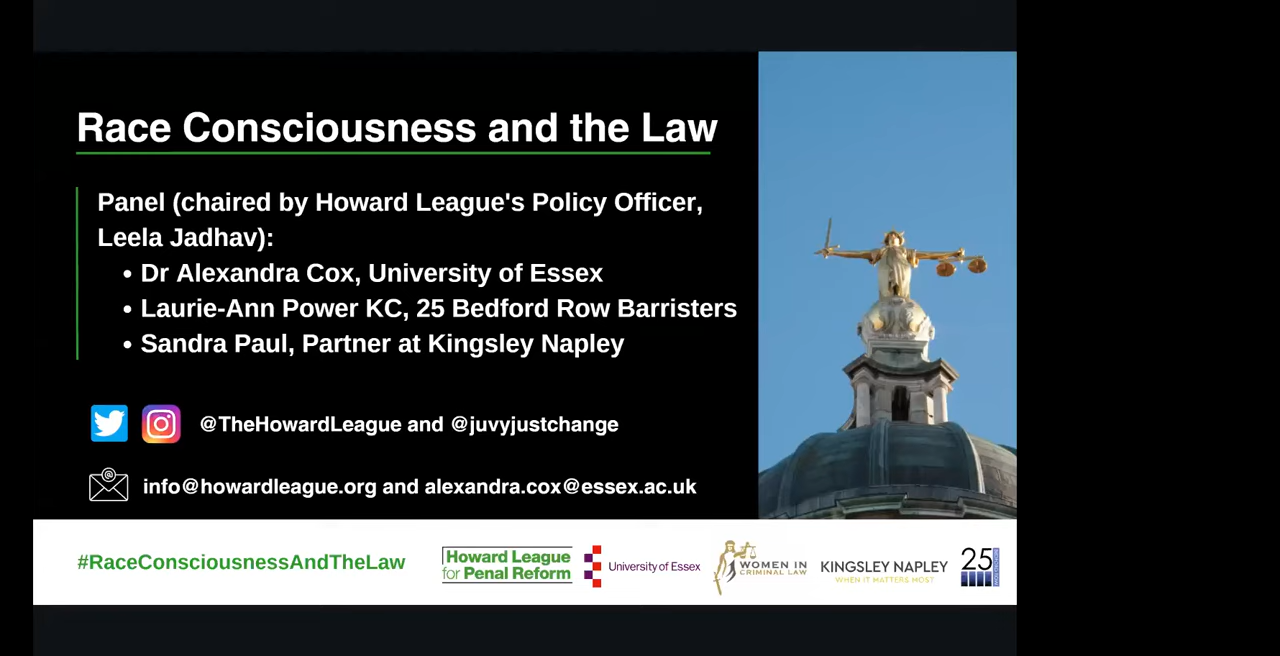 Race Consciousness and the Law
Panel (chaired by Howard League's Policy Officer,
Leela Jadhav):
• Dr Alexandra Cox, University of Essex
• Laurie-Ann Power KC, 25 Bedford Row Barristers
• Sandra Paul, Partner at Kingsley Napley
@TheHowardLeague and @juvyjustchange
@
info@howardleague.org and alexandra.cox@essex.ac.uk
#RaceConsciousnessAndTheLaw
Howard League
for Penal Reform
University of Essex
WOMEN IN
CRIMINAL LAW
KINGSLEY NAPLEY
WHEN IT MATTERS MOST
25